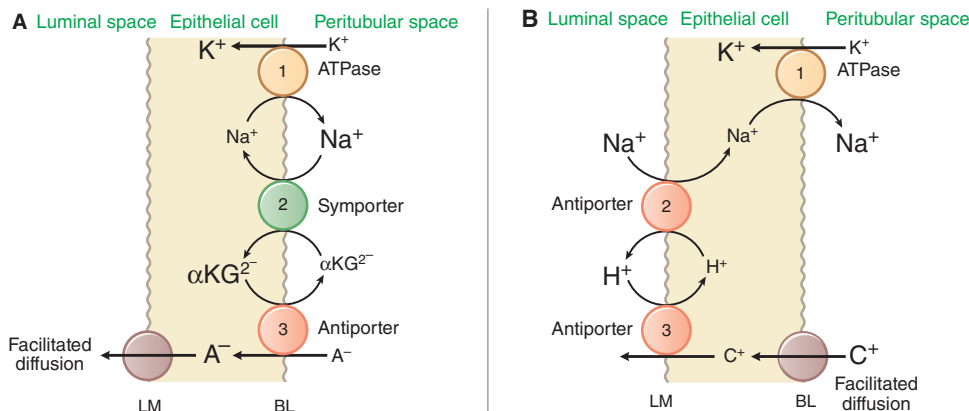 A
Luminal space Epithelial cell Peritubular space
K⁺ K⁺
1 ATPase
Na⁺ Na⁺
2 Symporter
αKG²⁻ αKG²⁻
3 Antiporter
Facilitated
diffusion
A⁻ A⁻
LM BL
B
Luminal space Epithelial cell Peritubular space
K⁺ K⁺
1 ATPase
Na⁺ Na⁺ Na⁺
Antiporter 2
H⁺ H⁺
Antiporter 3
C⁺ C⁺
Facilitated
diffusion
LM BL